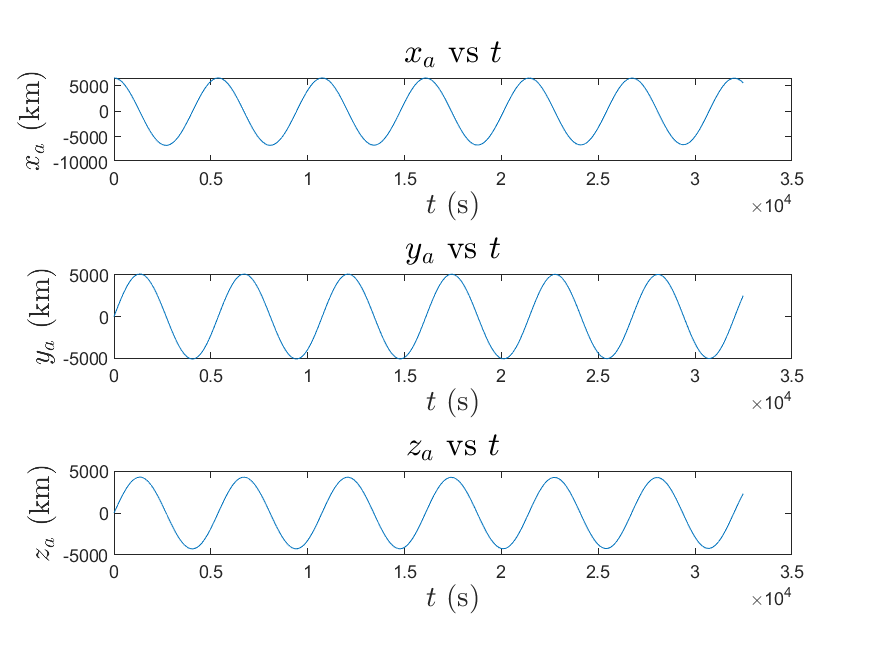 x_a vs t
x_a (km)
5000
0
-5000
-10000
0 0.5 1 1.5 2 2.5 3 3.5
t (s)
×10^4
y_a vs t
y_a (km)
5000
0
-5000
0 0.5 1 1.5 2 2.5 3 3.5
t (s)
×10^4
z_a vs t
z_a (km)
5000
0
-5000
0 0.5 1 1.5 2 2.5 3 3.5
t (s)
×10^4